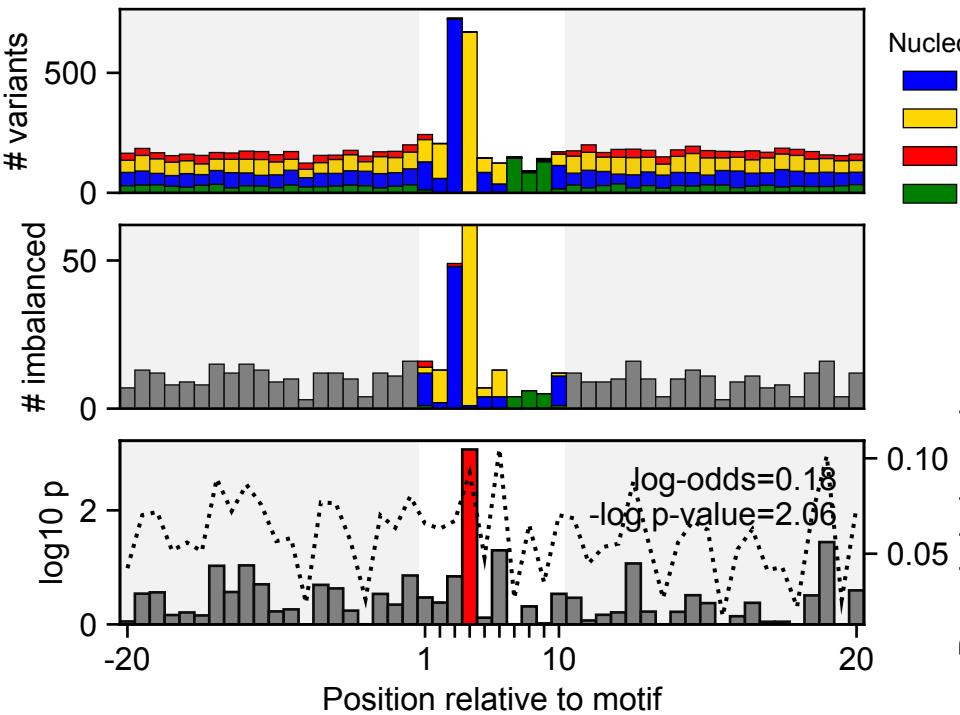 # variants
500
0
Nucleo
# imbalanced
50
0
log10 p
2
0
0.10
0.05
log-odds=0.18
-log p-value=2.06
-20
1
10
20
Position relative to motif